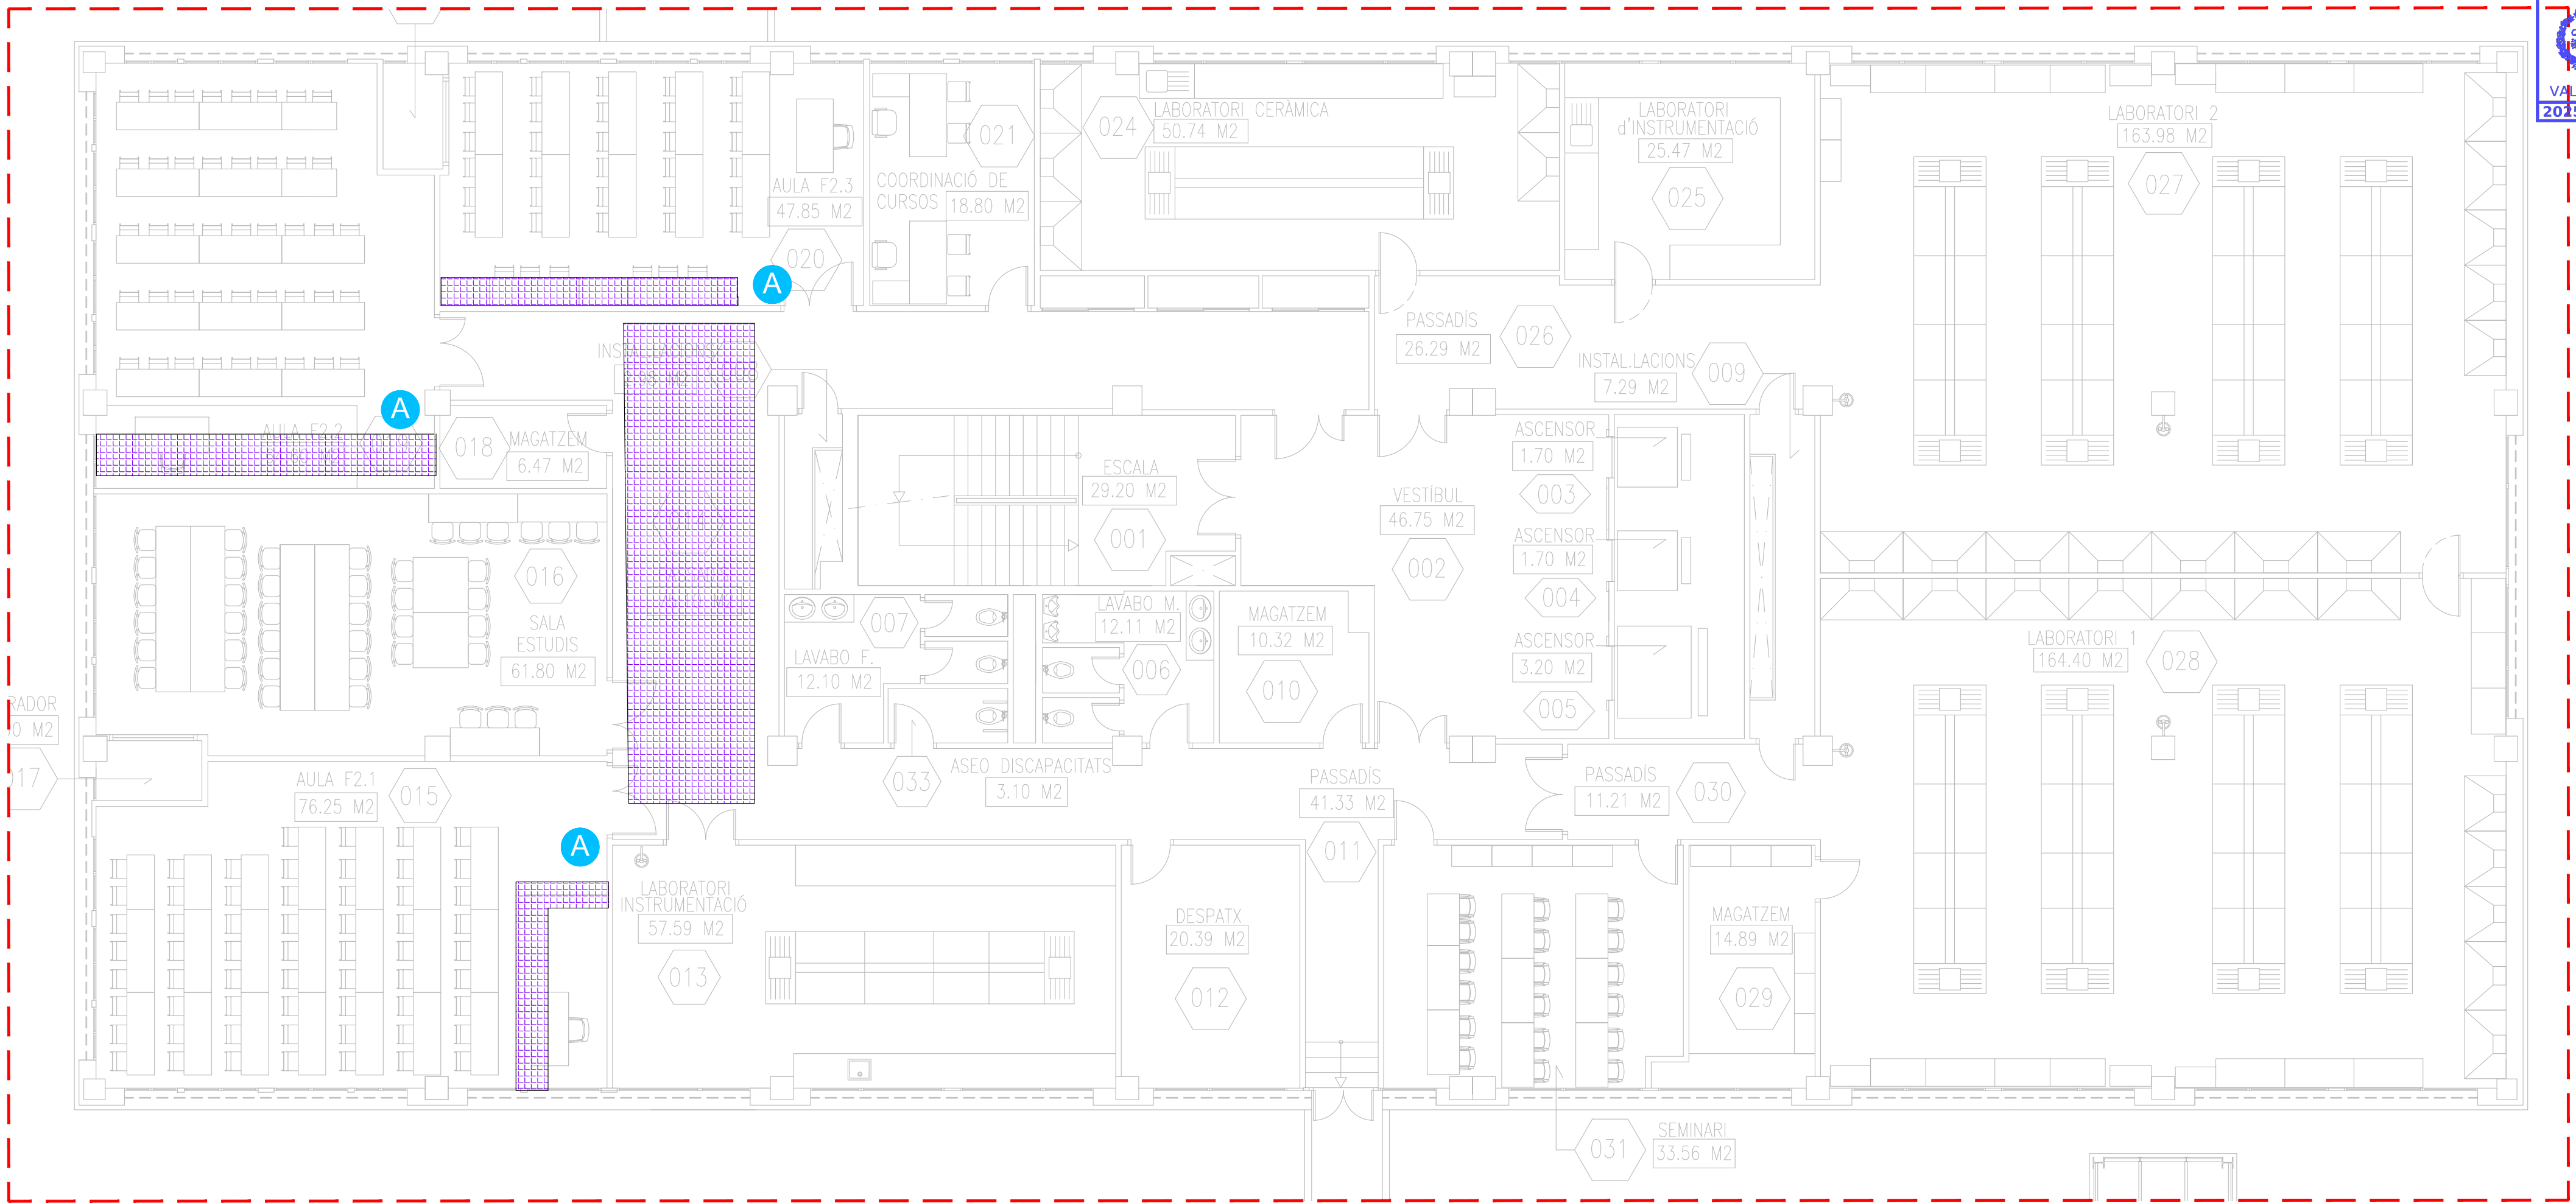 VAL
2025
LABORATORI CERÀMICA
50.74 M2
024
021
LABORATORI
d'INSTRUMENTACIÓ
25.47 M2
025
LABORATORI 2
163.98 M2
027
AULA F2.3
47.85 M2
020
COORDINACIÓ DE
CURSOS 18.80 M2
A
PASSADÍS
26.29 M2
026
INSTAL.LACIONS
7.29 M2
009
A
AULA F2.2
018
MAGATZEM
6.47 M2
ESCALA
29.20 M2
001
VESTÍBUL
46.75 M2
002
ASCENSOR
1.70 M2
003
ASCENSOR
1.70 M2
004
ASCENSOR
3.20 M2
005
016
SALA
ESTUDIS
61.80 M2
007
LAVABO F.
12.10 M2
LAVABO M.
12.11 M2
006
MAGATZEM
10.32 M2
010
LABORATORI 1
164.40 M2
028
RADOR
0 M2
17
AULA F2.1
76.25 M2
015
033
ASEO DISCAPACITATS
3.10 M2
PASSADÍS
41.33 M2
011
PASSADÍS
11.21 M2
030
A
LABORATORI
INSTRUMENTACIÓ
57.59 M2
013
DESPATX
20.39 M2
012
MAGATZEM
14.89 M2
029
031
SEMINARI
33.56 M2